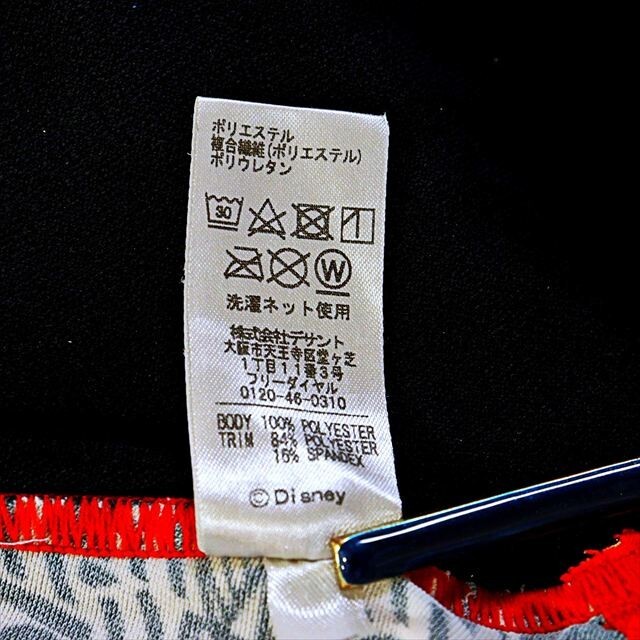 ポリエステル
複合繊維(ポリエステル)
ポリウレタン
30
W
洗濯ネット使用
株式会社デサント
大阪市天王寺区堂ヶ芝
1丁目11番3号
フリーダイヤル
0120-46-0310
BODY 100% POLYESTER
TRIM 84% POLYESTER
16% SPANDEX
©Disney